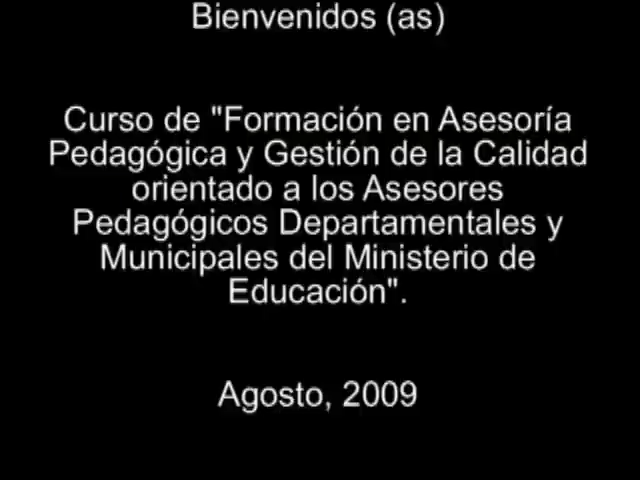 Bienvenidos (as)
Curso de "Formación en Asesoría
Pedagógica y Gestión de la Calidad
orientado a los Asesores
Pedagógicos Departamentales y
Municipales del Ministerio de
Educación".
Agosto, 2009